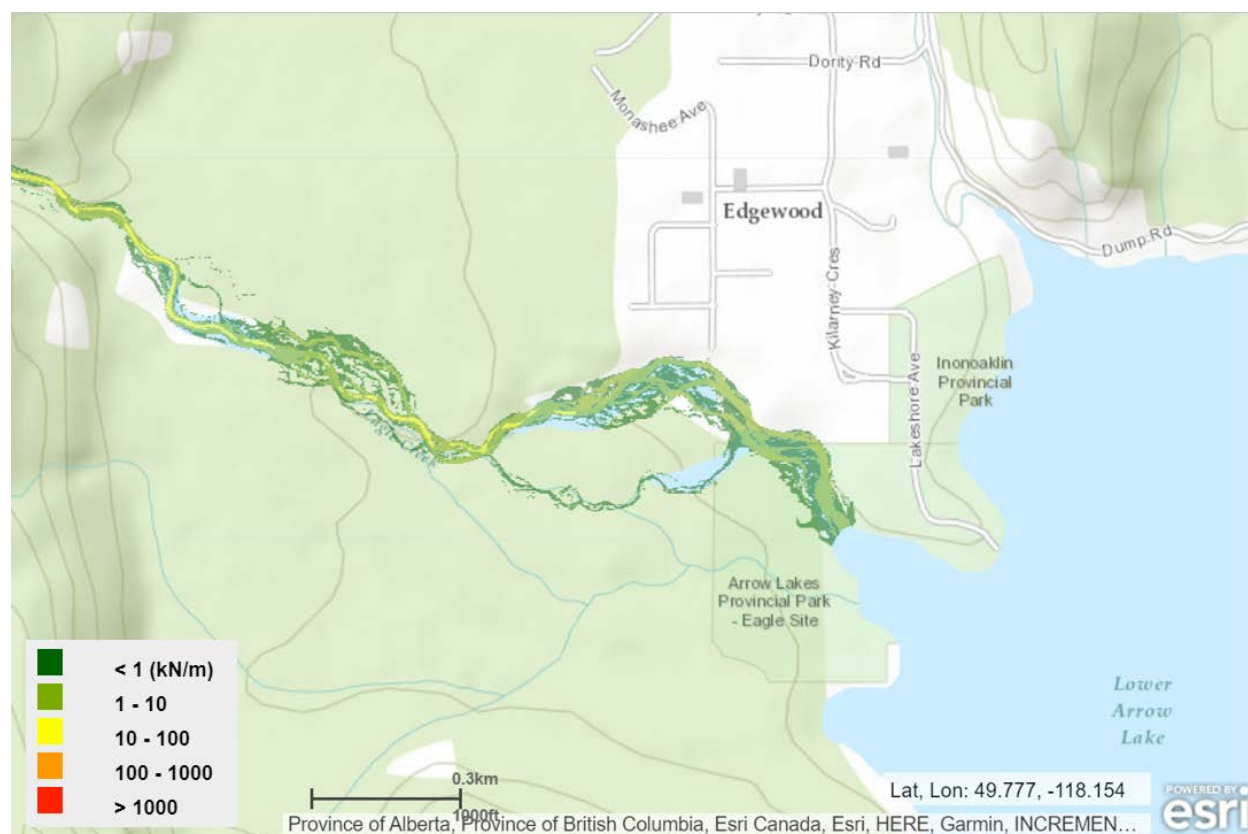 Dority Rd
Monashee Ave
Edgewood
Dump Rd
Kilarney Cres
Inonoaklin
Provincial
Park
Lakeshore Ave
Arrow Lakes
Provincial Park
- Eagle Site
Lower
Arrow
Lake
< 1 (kN/m)
1 - 10
10 - 100
100 - 1000
> 1000
0.3km
1000ft
Lat, Lon: 49.777, -118.154
POWERED BY
esri
Province of Alberta, Province of British Columbia, Esri Canada, Esri, HERE, Garmin, INCREMEN...